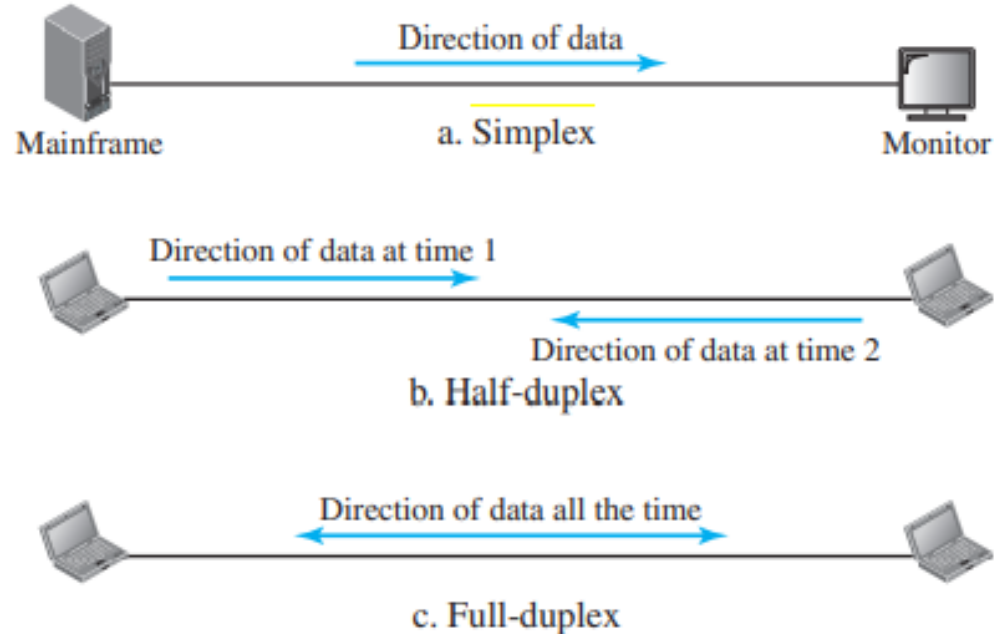 Direction of data
Mainframe
Monitor
a. Simplex
Direction of data at time 1
Direction of data at time 2
b. Half-duplex
Direction of data all the time
c. Full-duplex